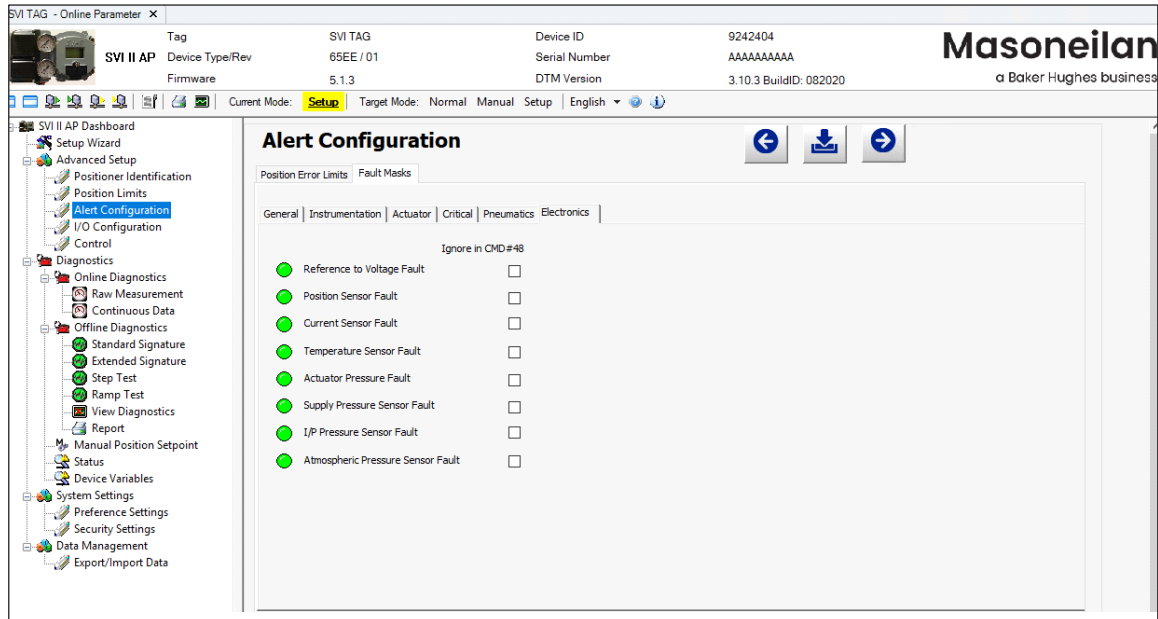 SVI TAG - Online Parameter X
SVI II AP
Tag SVI TAG Device ID 9242404
Device Type/Rev 65EE / 01 Serial Number AAAAAAAAAA
Firmware 5.1.3 DTM Version 3.10.3 BuildID: 082020
Masoneilan
a Baker Hughes business
Current Mode: Setup Target Mode: Normal Manual Setup English
SVI II AP Dashboard
Setup Wizard
Advanced Setup
Positioner Identification
Position Limits
Alert Configuration
I/O Configuration
Control
Diagnostics
Online Diagnostics
Raw Measurement
Continuous Data
Offline Diagnostics
Standard Signature
Extended Signature
Step Test
Ramp Test
View Diagnostics
Report
Manual Position Setpoint
Status
Device Variables
System Settings
Preference Settings
Security Settings
Data Management
Export/Import Data
Alert Configuration
Position Error Limits Fault Masks
General Instrumentation Actuator Critical Pneumatics Electronics
Ignore in CMD#48
Reference to Voltage Fault
Position Sensor Fault
Current Sensor Fault
Temperature Sensor Fault
Actuator Pressure Fault
Supply Pressure Sensor Fault
I/P Pressure Sensor Fault
Atmospheric Pressure Sensor Fault